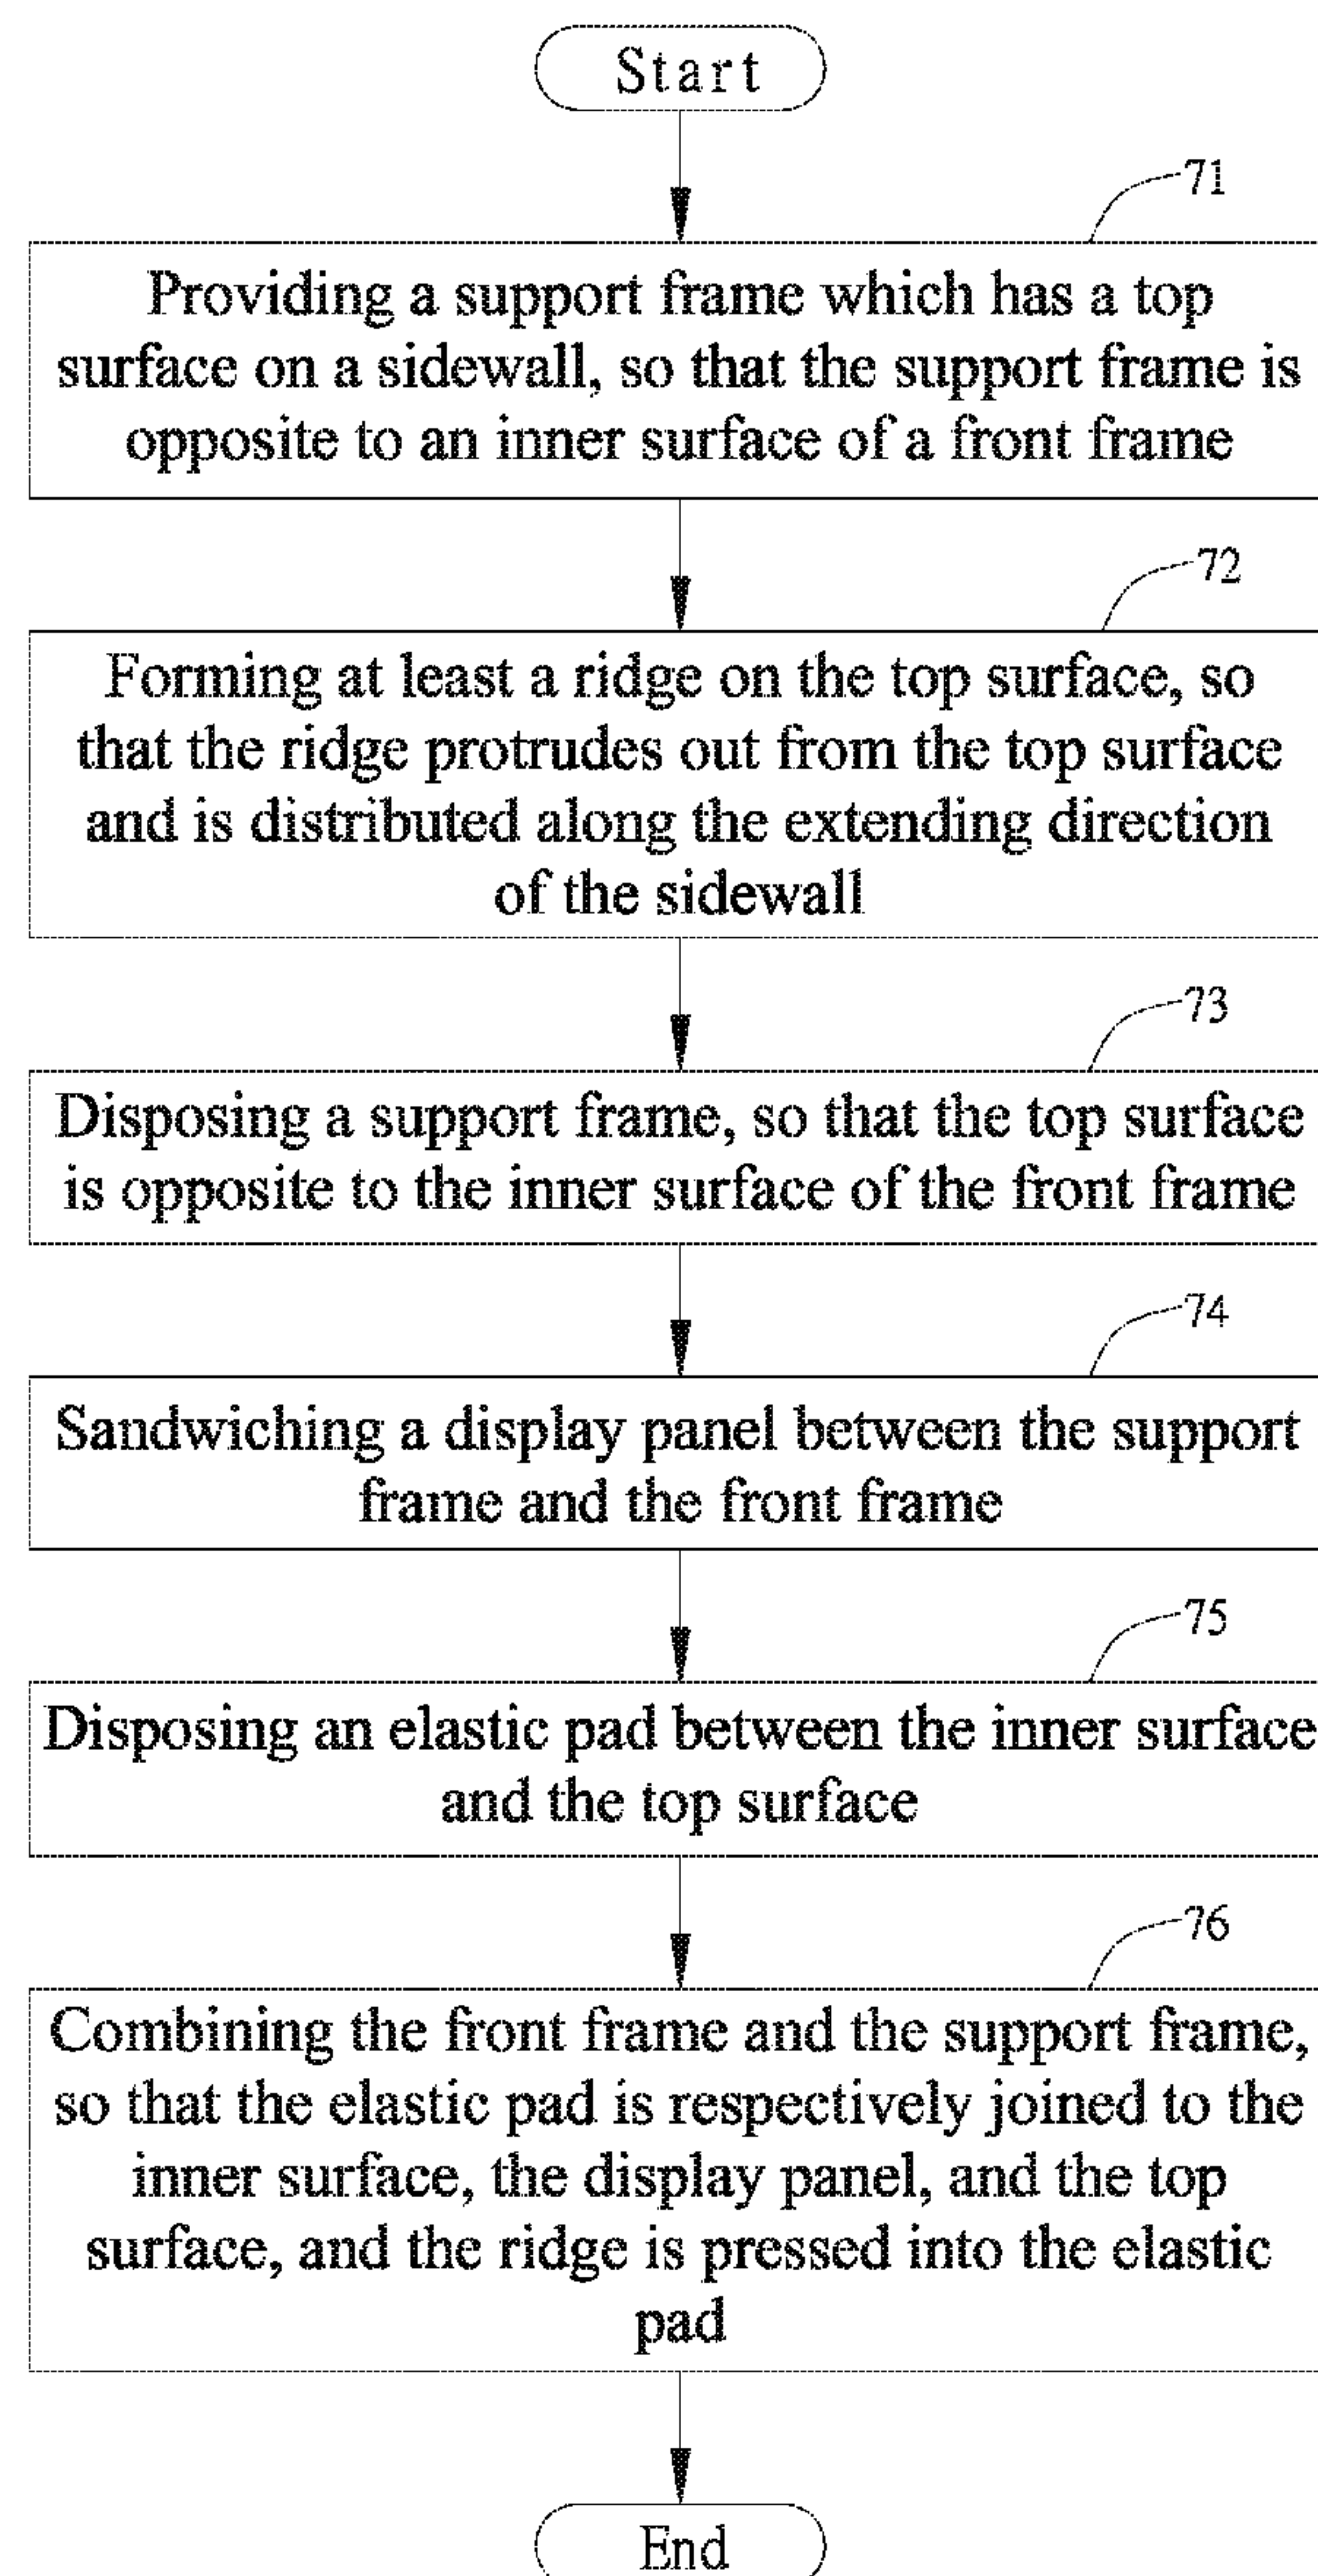 Start
71
Providing a support frame which has a top
surface on a sidewall, so that the support frame is
opposite to an inner surface of a front frame
72
Forming at least a ridge on the top surface, so
that the ridge protrudes out from the top surface
and is distributed along the extending direction
of the sidewall
73
Disposing a support frame, so that the top surface
is opposite to the inner surface of the front frame
74
Sandwiching a display panel between the support
frame and the front frame
75
Disposing an elastic pad between the inner surface
and the top surface
76
Combining the front frame and the support frame,
so that the elastic pad is respectively joined to the
inner surface, the display panel, and the top
surface, and the ridge is pressed into the elastic
pad
End